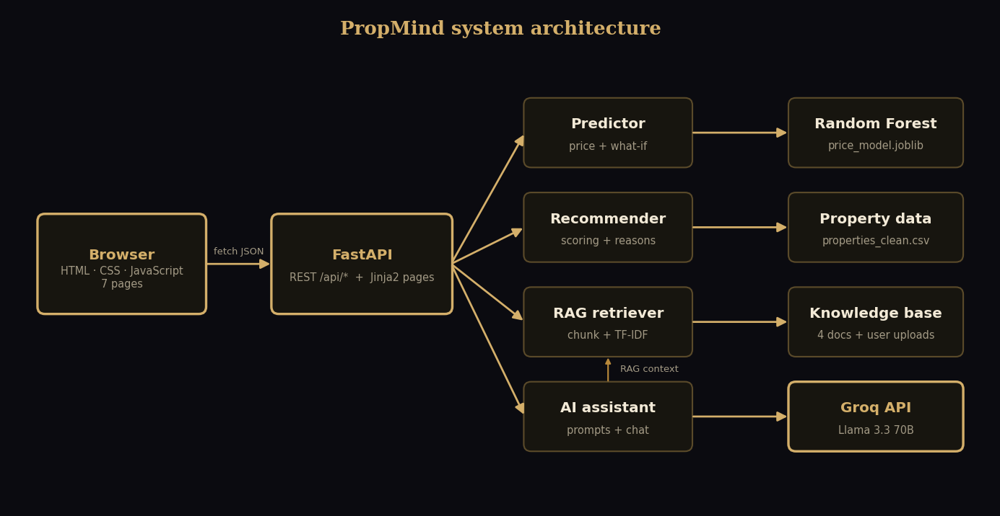 PropMind system architecture
Browser
HTML · CSS · JavaScript
7 pages
fetch JSON
FastAPI
REST /api/*  +  Jinja2 pages
Predictor
price + what-if
Random Forest
price_model.joblib
Recommender
scoring + reasons
Property data
properties_clean.csv
RAG retriever
chunk + TF-IDF
Knowledge base
4 docs + user uploads
RAG context
AI assistant
prompts + chat
Groq API
Llama 3.3 70B